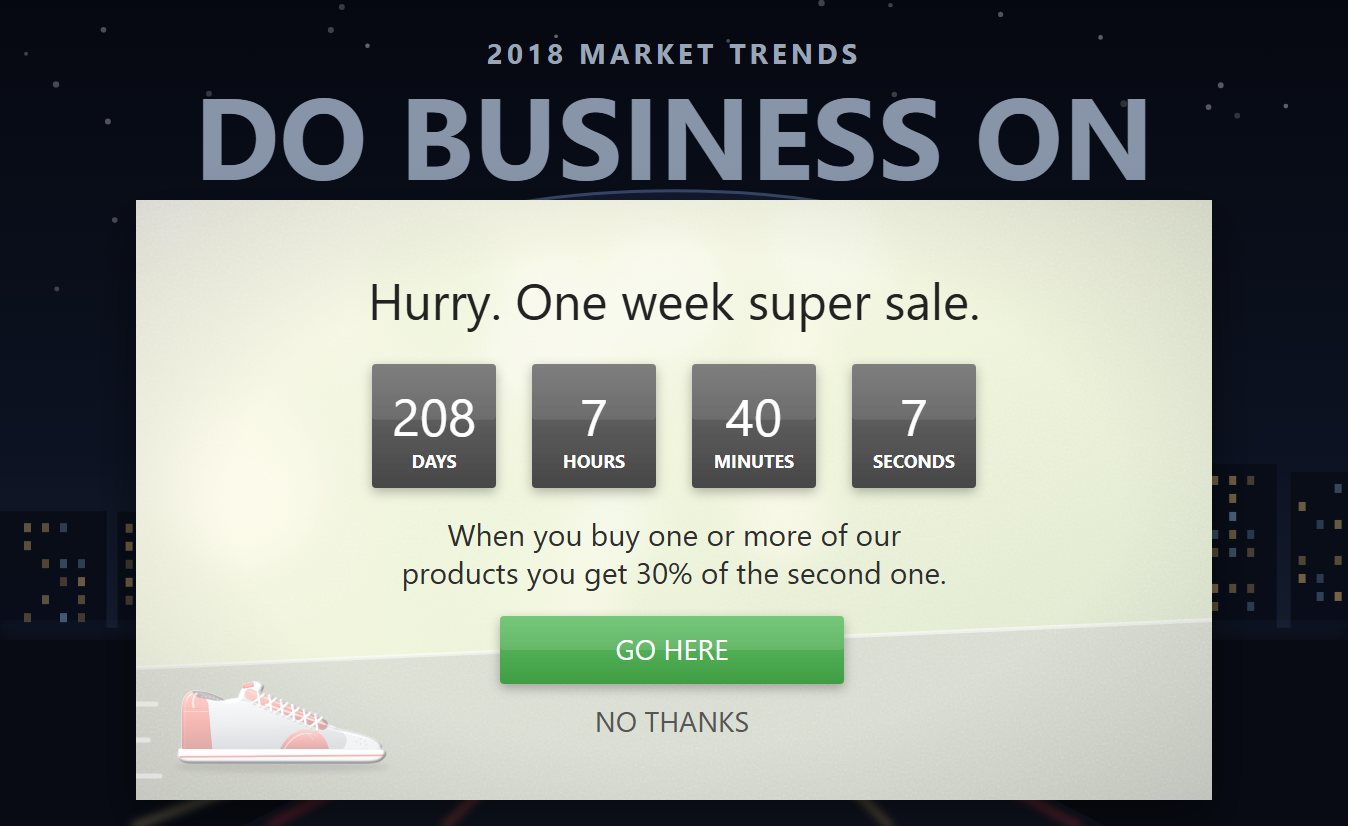 2018 MARKET TRENDS
DO BUSINESS ON
Hurry. One week super sale.
208 7 40 7
DAYS HOURS MINUTES SECONDS
When you buy one or more of our
products you get 30% of the second one.
GO HERE
NO THANKS